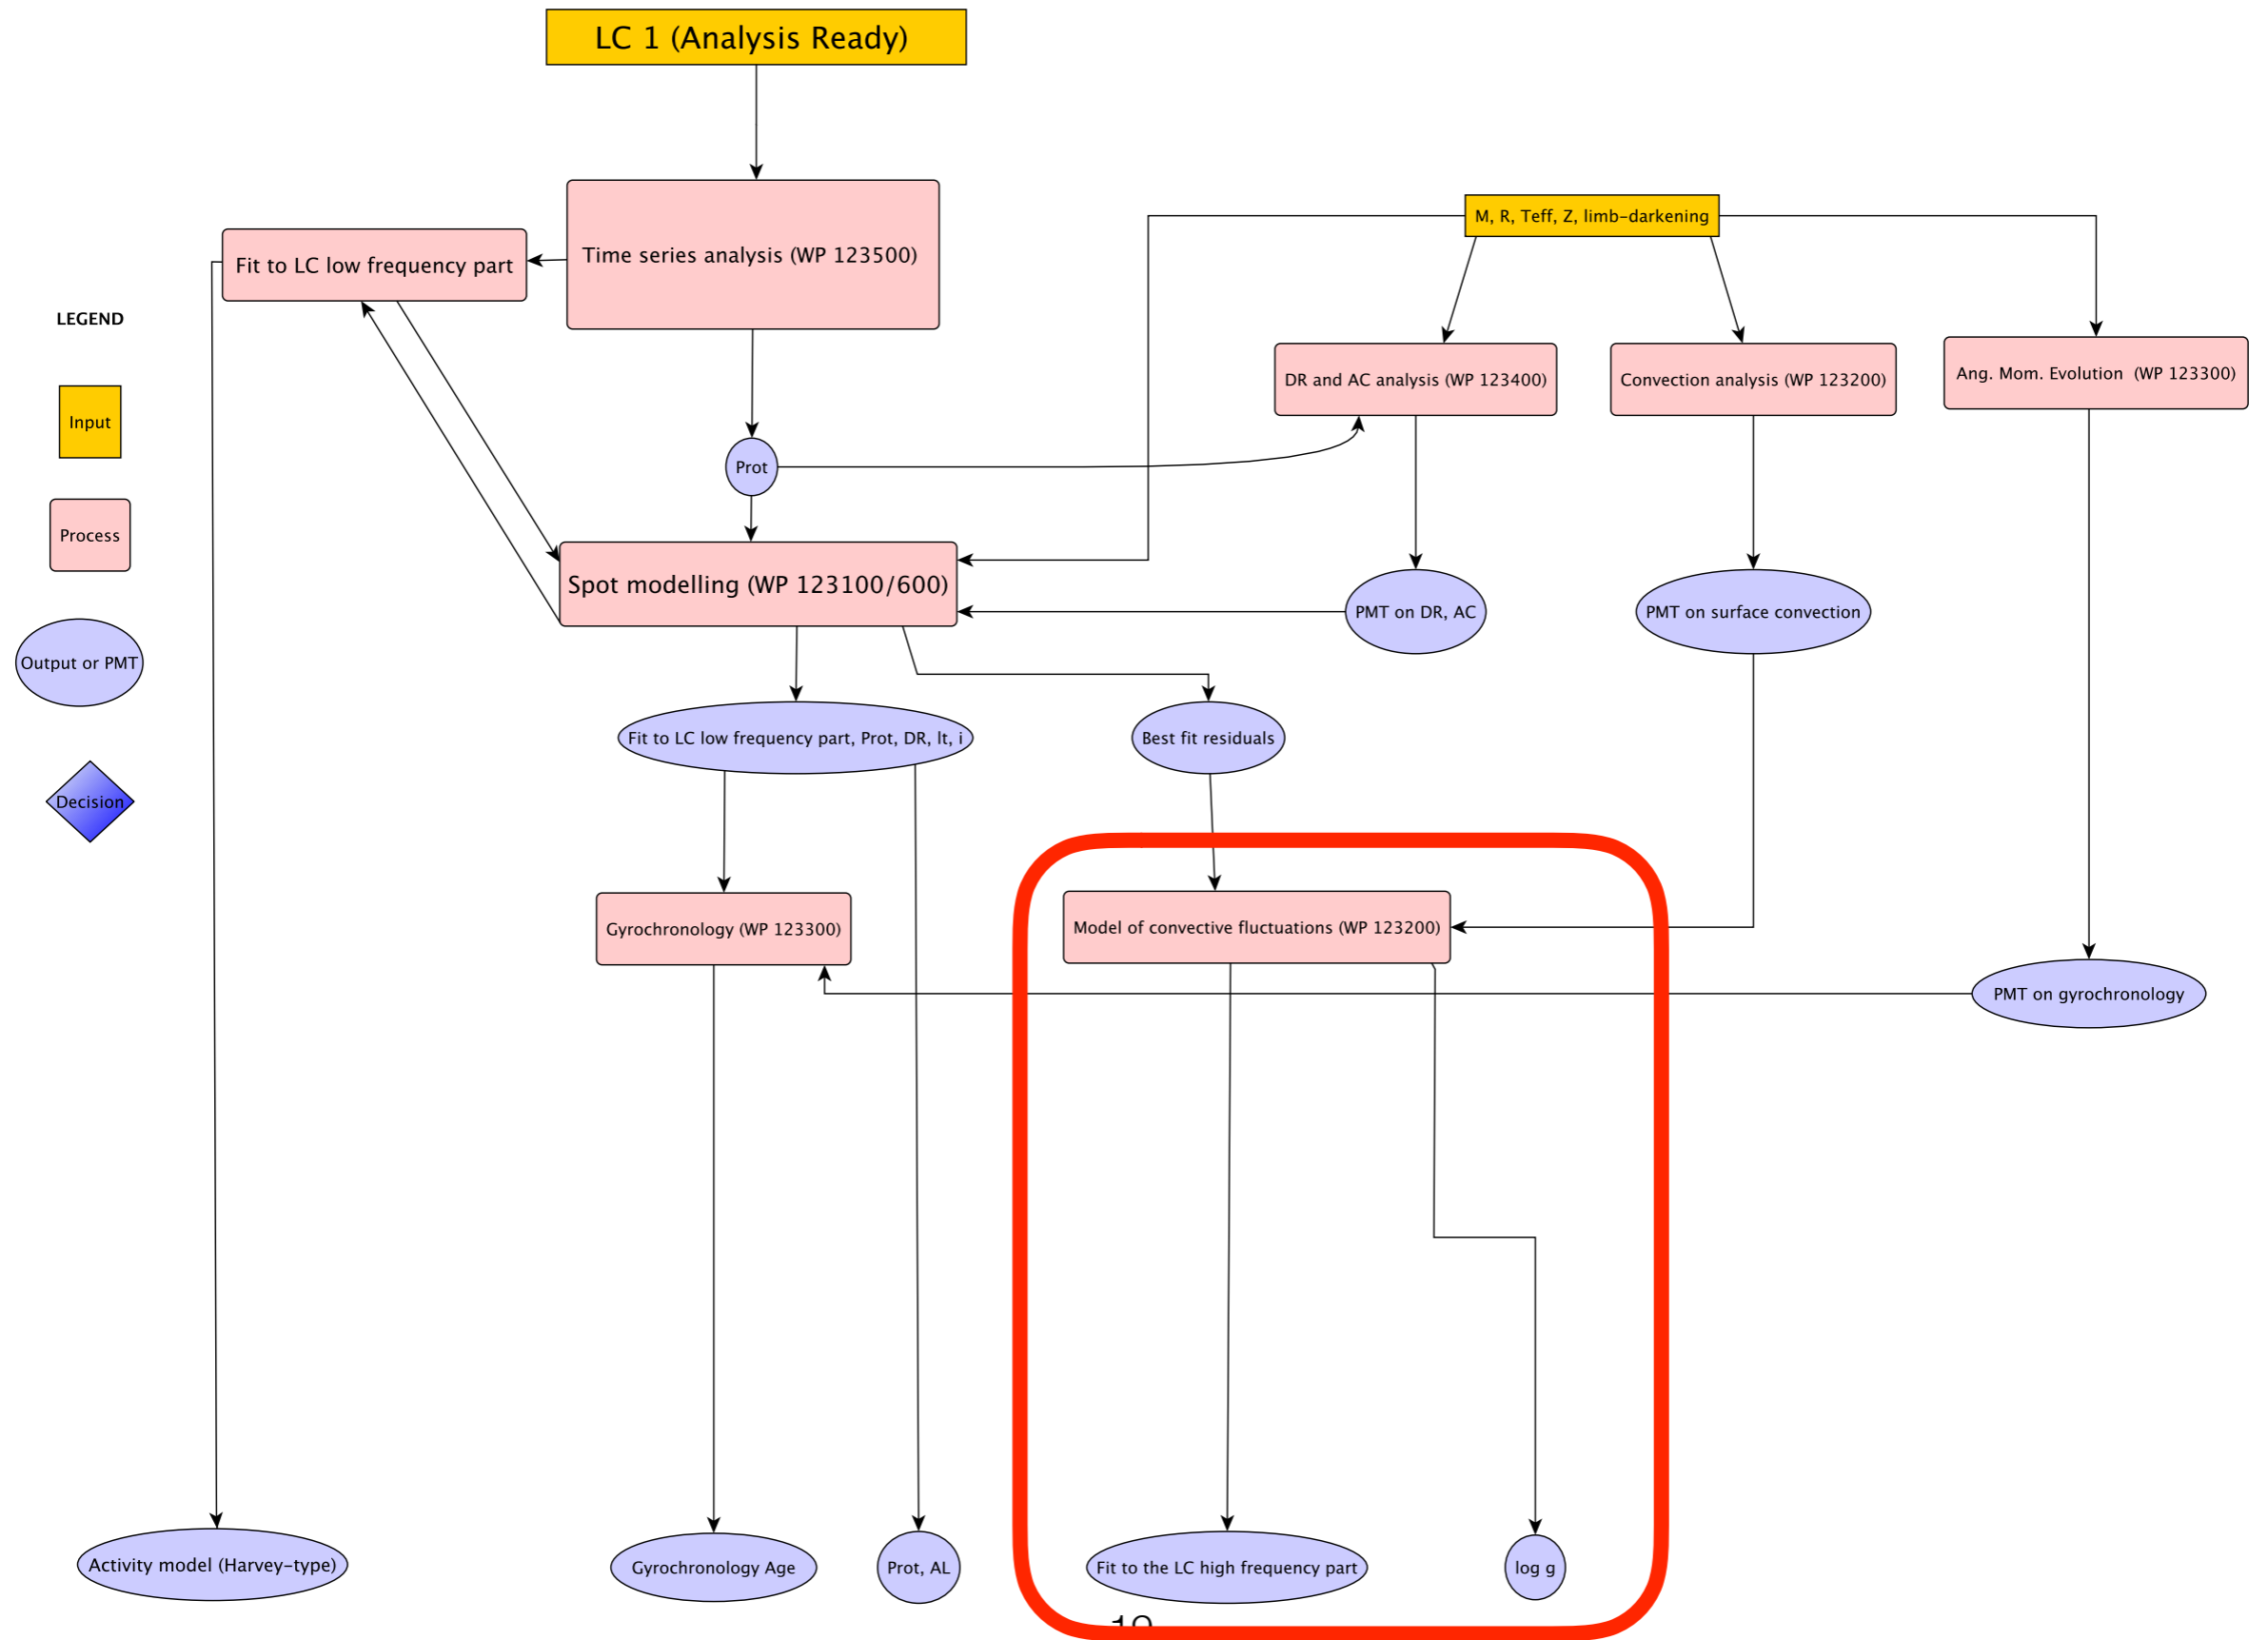 LC 1 (Analysis Ready)
M, R, Teff, Z, limb-darkening
Time series analysis (WP 123500)
Fit to LC low frequency part
LEGEND
DR and AC analysis (WP 123400)
Convection analysis (WP 123200)
Ang. Mom. Evolution (WP 123300)
Input
Prot
Process
Spot modelling (WP 123100/600)
PMT on DR, AC
PMT on surface convection
Output or PMT
Fit to LC low frequency part, Prot, DR, lt, i
Best fit residuals
Decision
Gyrochronology (WP 123300)
Model of convective fluctuations (WP 123200)
PMT on gyrochronology
Activity model (Harvey-type)
Gyrochronology Age
Prot, AL
Fit to the LC high frequency part
log g